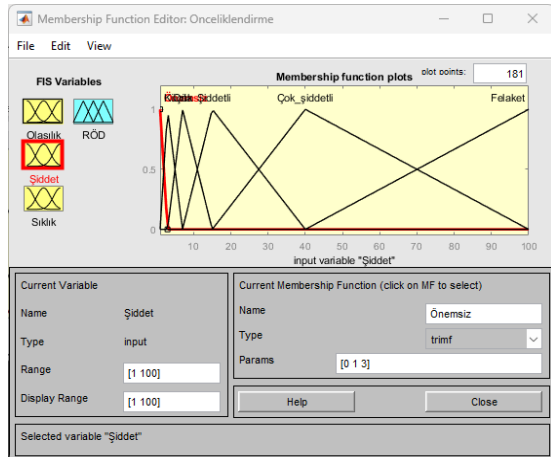 Membership Function Editor: Onceliklendirme
File Edit View
FIS Variables
Olasılık
RÖD
Şiddet
Sıklık
Membership function plots
plot points:
181
Şiddetli
Çok_şiddetli
Felaket
1
0.5
0
10 20 30 40 50 60 70 80 90 100
input variable "Şiddet"
Current Variable
Name Şiddet
Type input
Range [1 100]
Display Range [1 100]
Current Membership Function (click on MF to select)
Name Önemsiz
Type trimf
Params [0 1 3]
Help
Close
Selected variable "Şiddet"